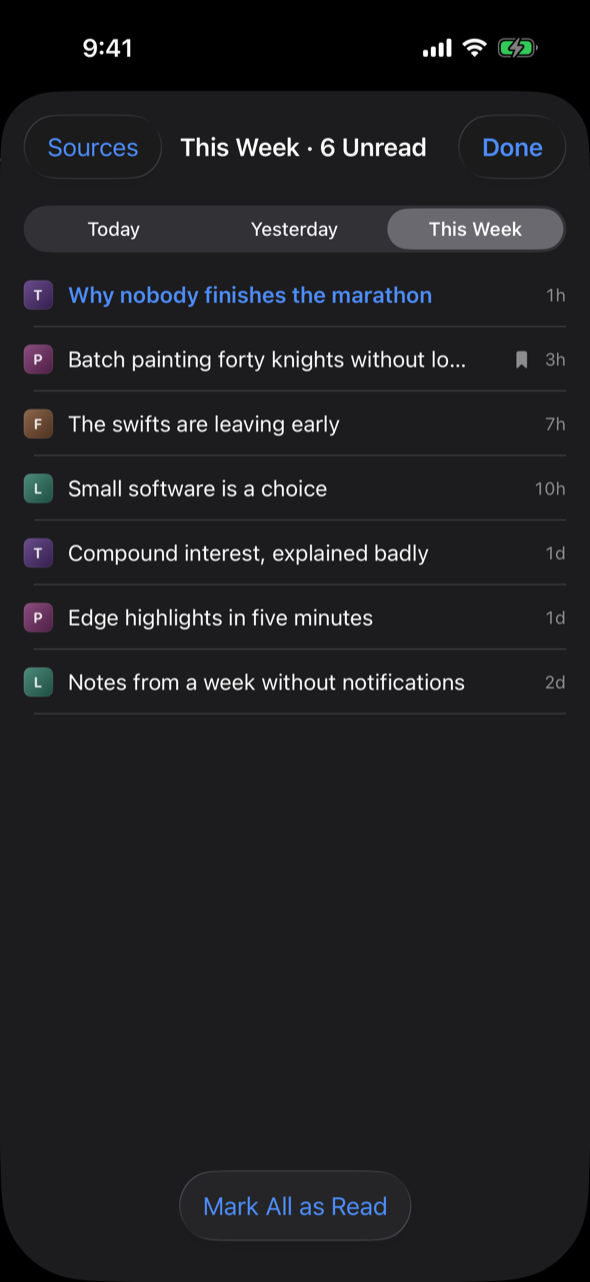 9:41
Sources
This Week · 6 Unread
Done
Today
Yesterday
This Week
T
Why nobody finishes the marathon
1h
P
Batch painting forty knights without lo...
3h
F
The swifts are leaving early
7h
L
Small software is a choice
10h
T
Compound interest, explained badly
1d
P
Edge highlights in five minutes
1d
L
Notes from a week without notifications
2d
Mark All as Read